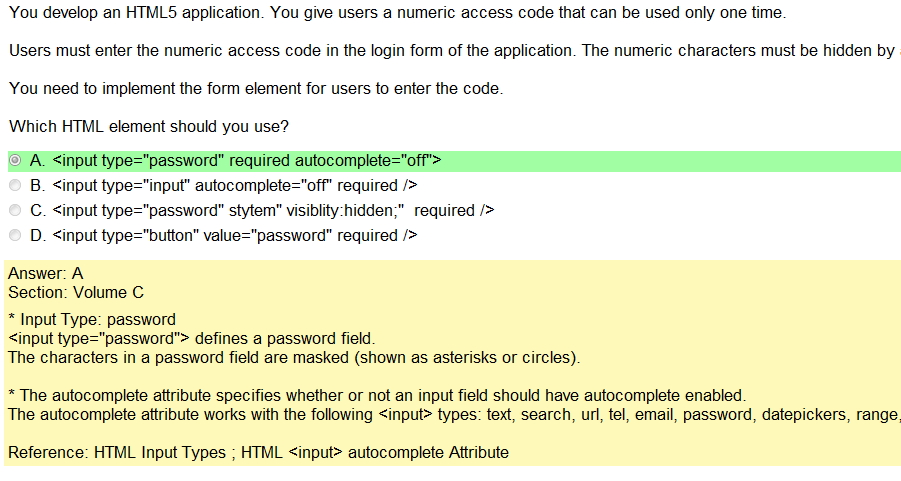 You develop an HTML5 application. You give users a numeric access code that can be used only one time.
Users must enter the numeric access code in the login form of the application. The numeric characters must be hidden by
You need to implement the form element for users to enter the code.
Which HTML element should you use?
A. <input type="password" required autocomplete="off">
B. <input type="input" autocomplete="off" required />
C. <input type="password" stytem" visiblity:hidden;" required />
D. <input type="button" value="password" required />
Answer: A
Section: Volume C
* Input Type: password
<input type="password"> defines a password field.
The characters in a password field are masked (shown as asterisks or circles).
* The autocomplete attribute specifies whether or not an input field should have autocomplete enabled.
The autocomplete attribute works with the following <input> types: text, search, url, tel, email, password, datepickers, range,
Reference: HTML Input Types ; HTML <input> autocomplete Attribute